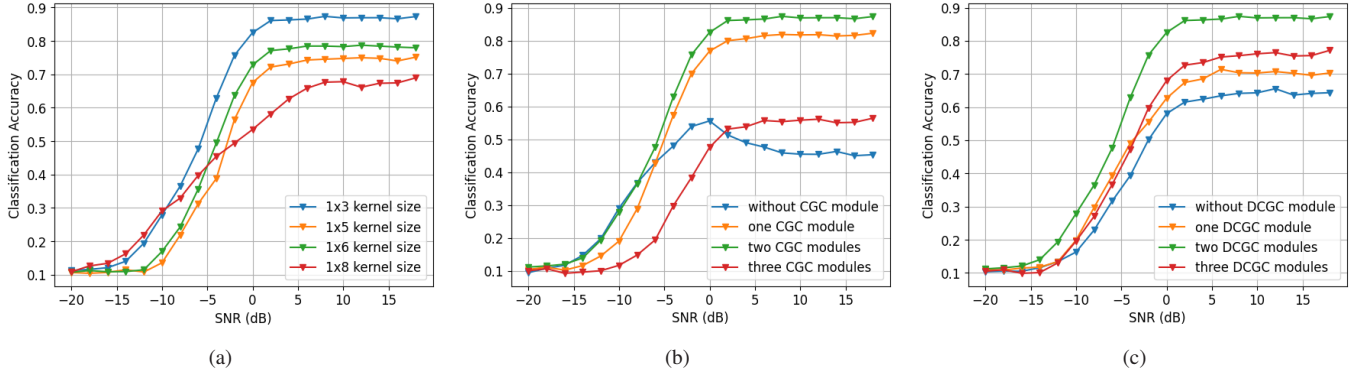 Classification Accuracy
0.9
0.8
0.7
0.6
0.5
0.4
0.3
0.2
0.1
−20 −15 −10 −5 0 5 10 15
SNR (dB)
1x3 kernel size
1x5 kernel size
1x6 kernel size
1x8 kernel size
(a)
Classification Accuracy
0.9
0.8
0.7
0.6
0.5
0.4
0.3
0.2
0.1
−20 −15 −10 −5 0 5 10 15
SNR (dB)
without CGC module
one CGC module
two CGC modules
three CGC modules
(b)
Classification Accuracy
0.9
0.8
0.7
0.6
0.5
0.4
0.3
0.2
0.1
−20 −15 −10 −5 0 5 10 15
SNR (dB)
without DCGC module
one DCGC module
two DCGC modules
three DCGC modules
(c)